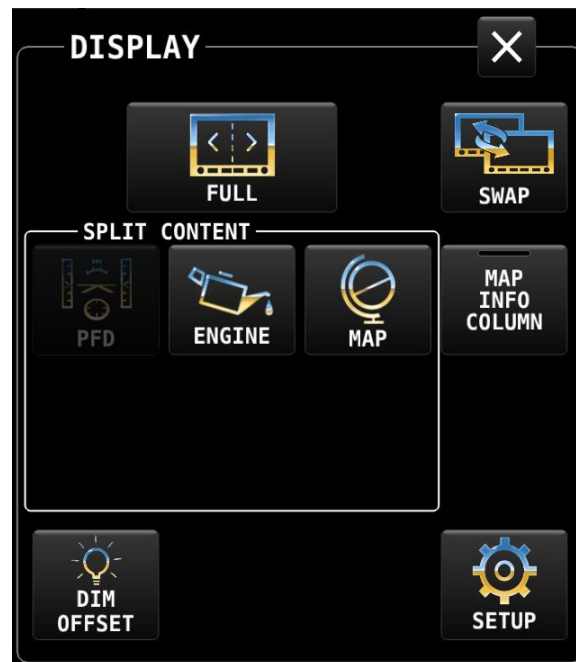 DISPLAY
FULL
SWAP
SPLIT CONTENT
PFD
ENGINE
MAP
MAP
INFO
COLUMN
DIM
OFFSET
SETUP